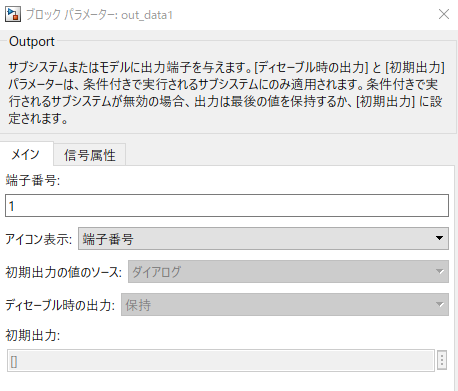 ブロック パラメーター: out_data1
Outport
サブシステムまたはモデルに出力端子を与えます。[ディセーブル時の出力] と [初期出力]
パラメーターは、条件付きで実行されるサブシステムにのみ適用されます。条件付きで実
行されるサブシステムが無効の場合、出力は最後の値を保持するか、[初期出力] に設
定されます。
メイン 信号属性
端子番号:
1
アイコン表示: 端子番号
初期出力の値のソース: ダイアログ
ディセーブル時の出力: 保持
初期出力:
[]